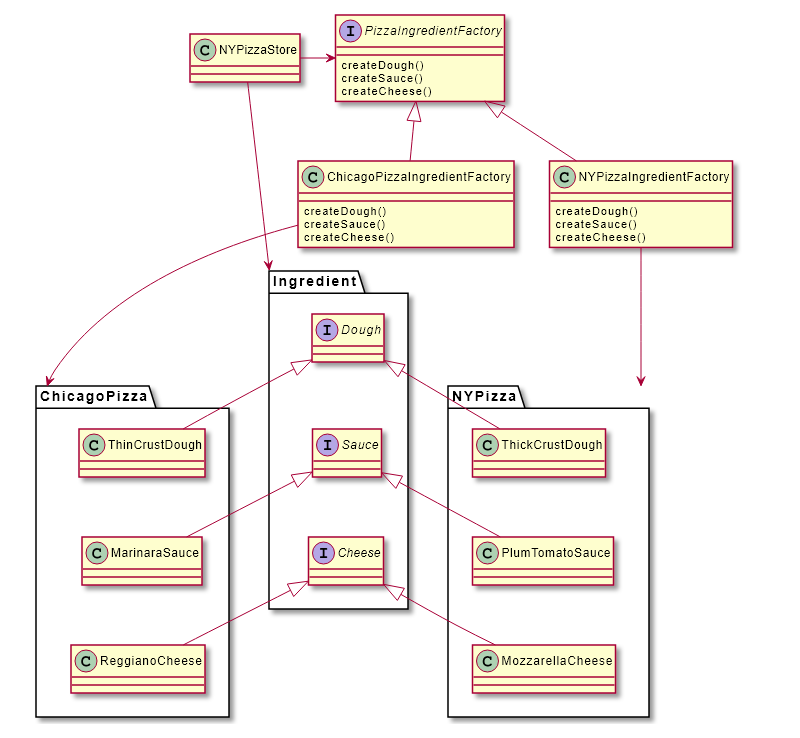 I PizzaIngredientFactory
C NYPizzaStore
createDough()
createSauce()
createCheese()
C ChicagoPizzaIngredientFactory
C NYPizzaIngredientFactory
createDough()
createSauce()
createCheese()
createDough()
createSauce()
createCheese()
Ingredient
I Dough
ChicagoPizza
NYPizza
C ThinCrustDough
I Sauce
C ThickCrustDough
C MarinaraSauce
I Cheese
C PlumTomatoSauce
C ReggianoCheese
C MozzarellaCheese